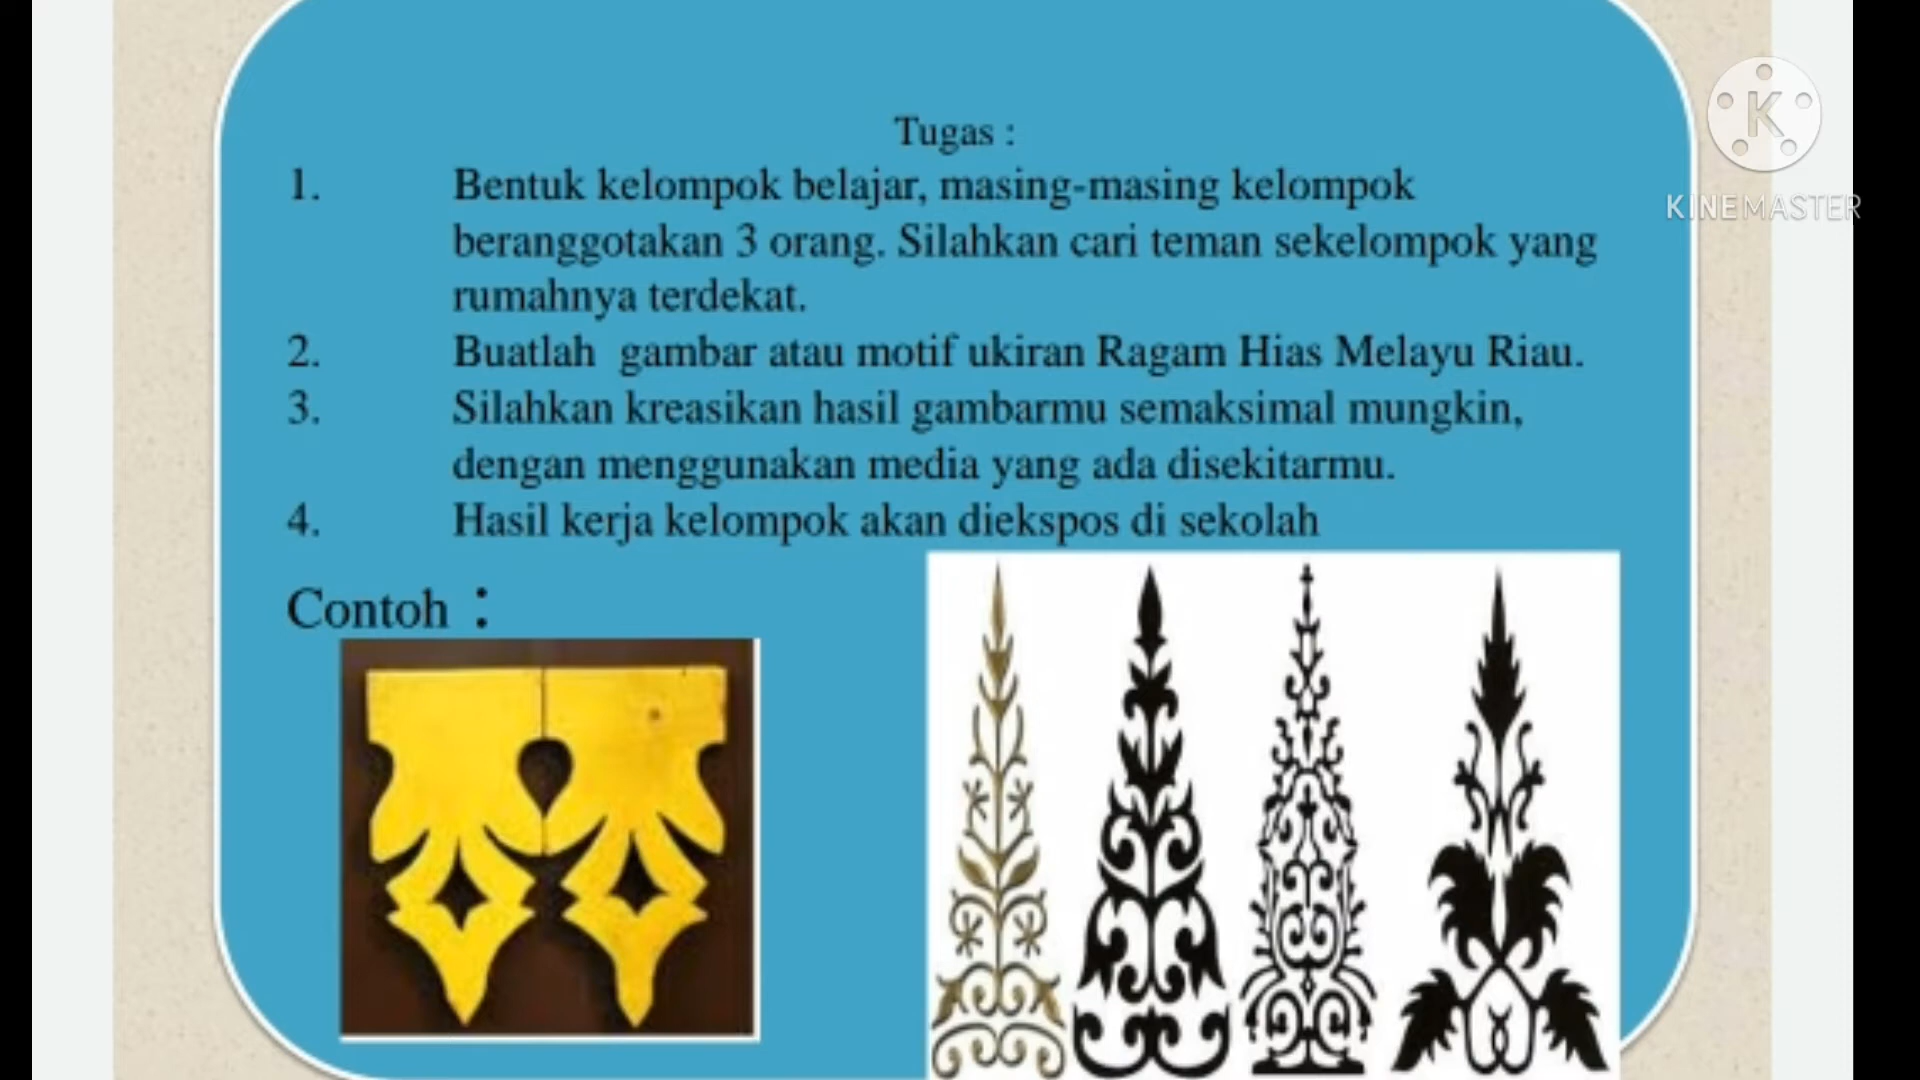 Tugas :
1. Bentuk kelompok belajar, masing-masing kelompok
beranggotakan 3 orang. Silahkan cari teman sekelompok yang
rumahnya terdekat.
2. Buatlah gambar atau motif ukiran Ragam Hias Melayu Riau.
3. Silahkan kreasikan hasil gambarmu semaksimal mungkin,
dengan menggunakan media yang ada disekitarmu.
4. Hasil kerja kelompok akan diekspos di sekolah
Contoh :
K
KINEMASTER